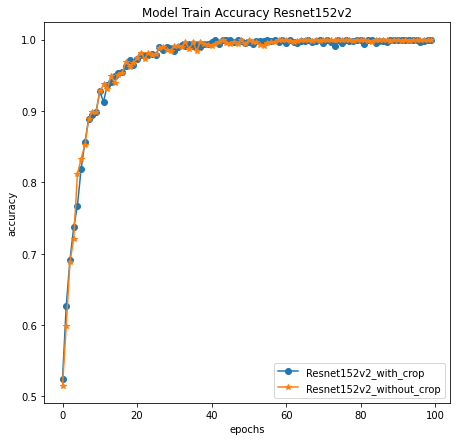 Model Train Accuracy Resnet152v2
1.0
0.9
0.8
0.7
0.6
0.5
accuracy
0
20
40
60
80
100
epochs
Resnet152v2_with_crop
Resnet152v2_without_crop